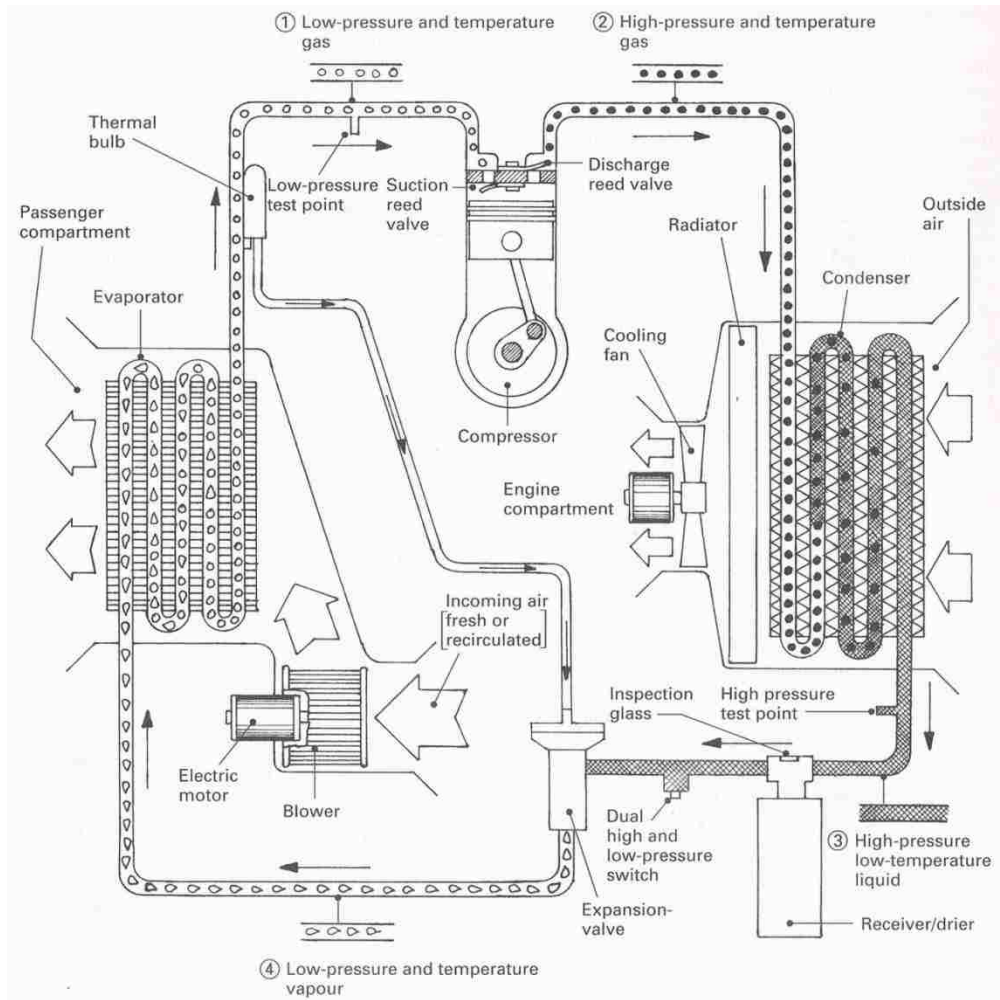 ① Low-pressure and temperature
gas
② High-pressure and temperature
gas
Thermal
bulb
Low-pressure
test point
Suction
reed
valve
Discharge
reed valve
Passenger
compartment
Radiator
Outside
air
Evaporator
Condenser
Cooling
fan
Compressor
Engine
compartment
Incoming air
[fresh or
recirculated]
Inspection
glass
High pressure
test point
Electric
motor
Blower
Dual
high and
low-pressure
switch
③ High-pressure
low-temperature
liquid
Expansion-
valve
Receiver/drier
④ Low-pressure and temperature
vapour